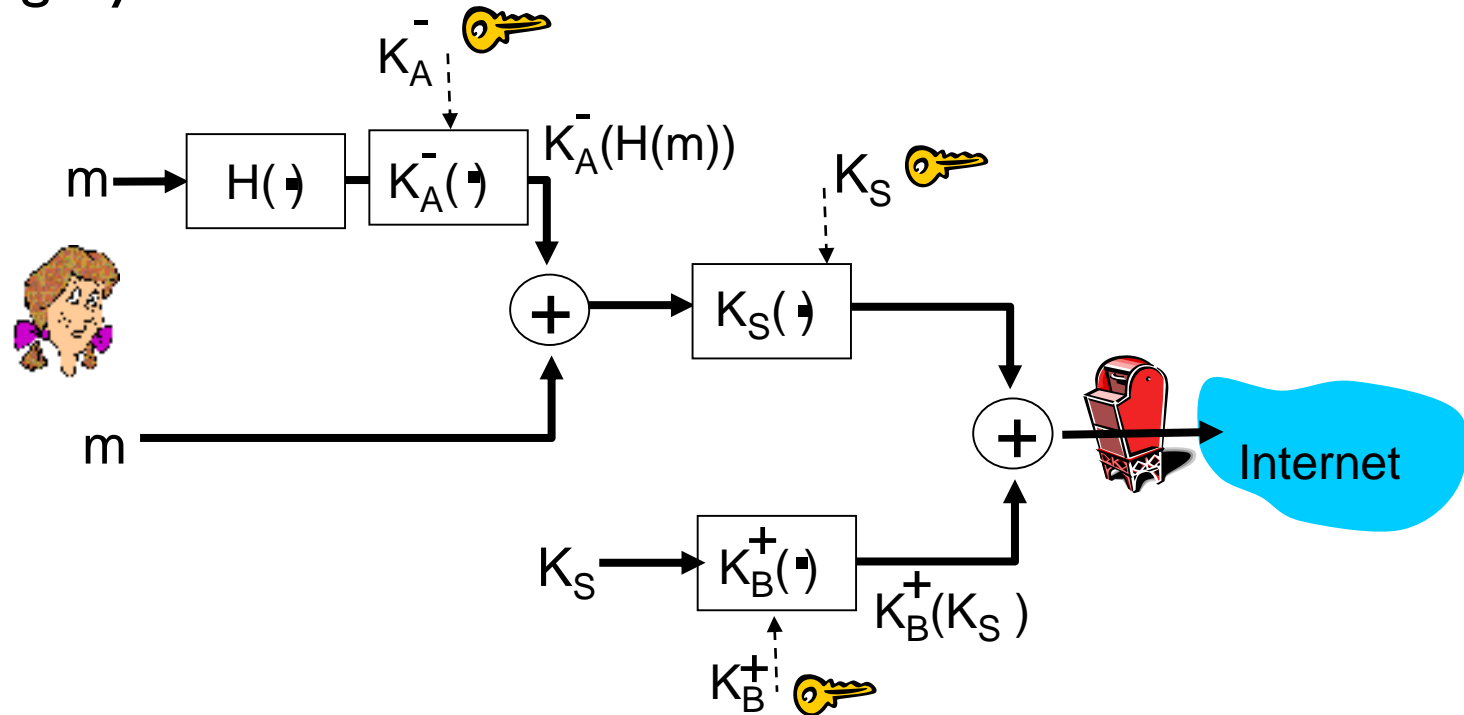 g y
K_A^-
K_A^-(H(m))
m
H(·)
K_A^-(·)
K_S
+
K_S(·)
m
+
Internet
K_S
K_B^+(·)
K_B^+(K_S )
K_B^+